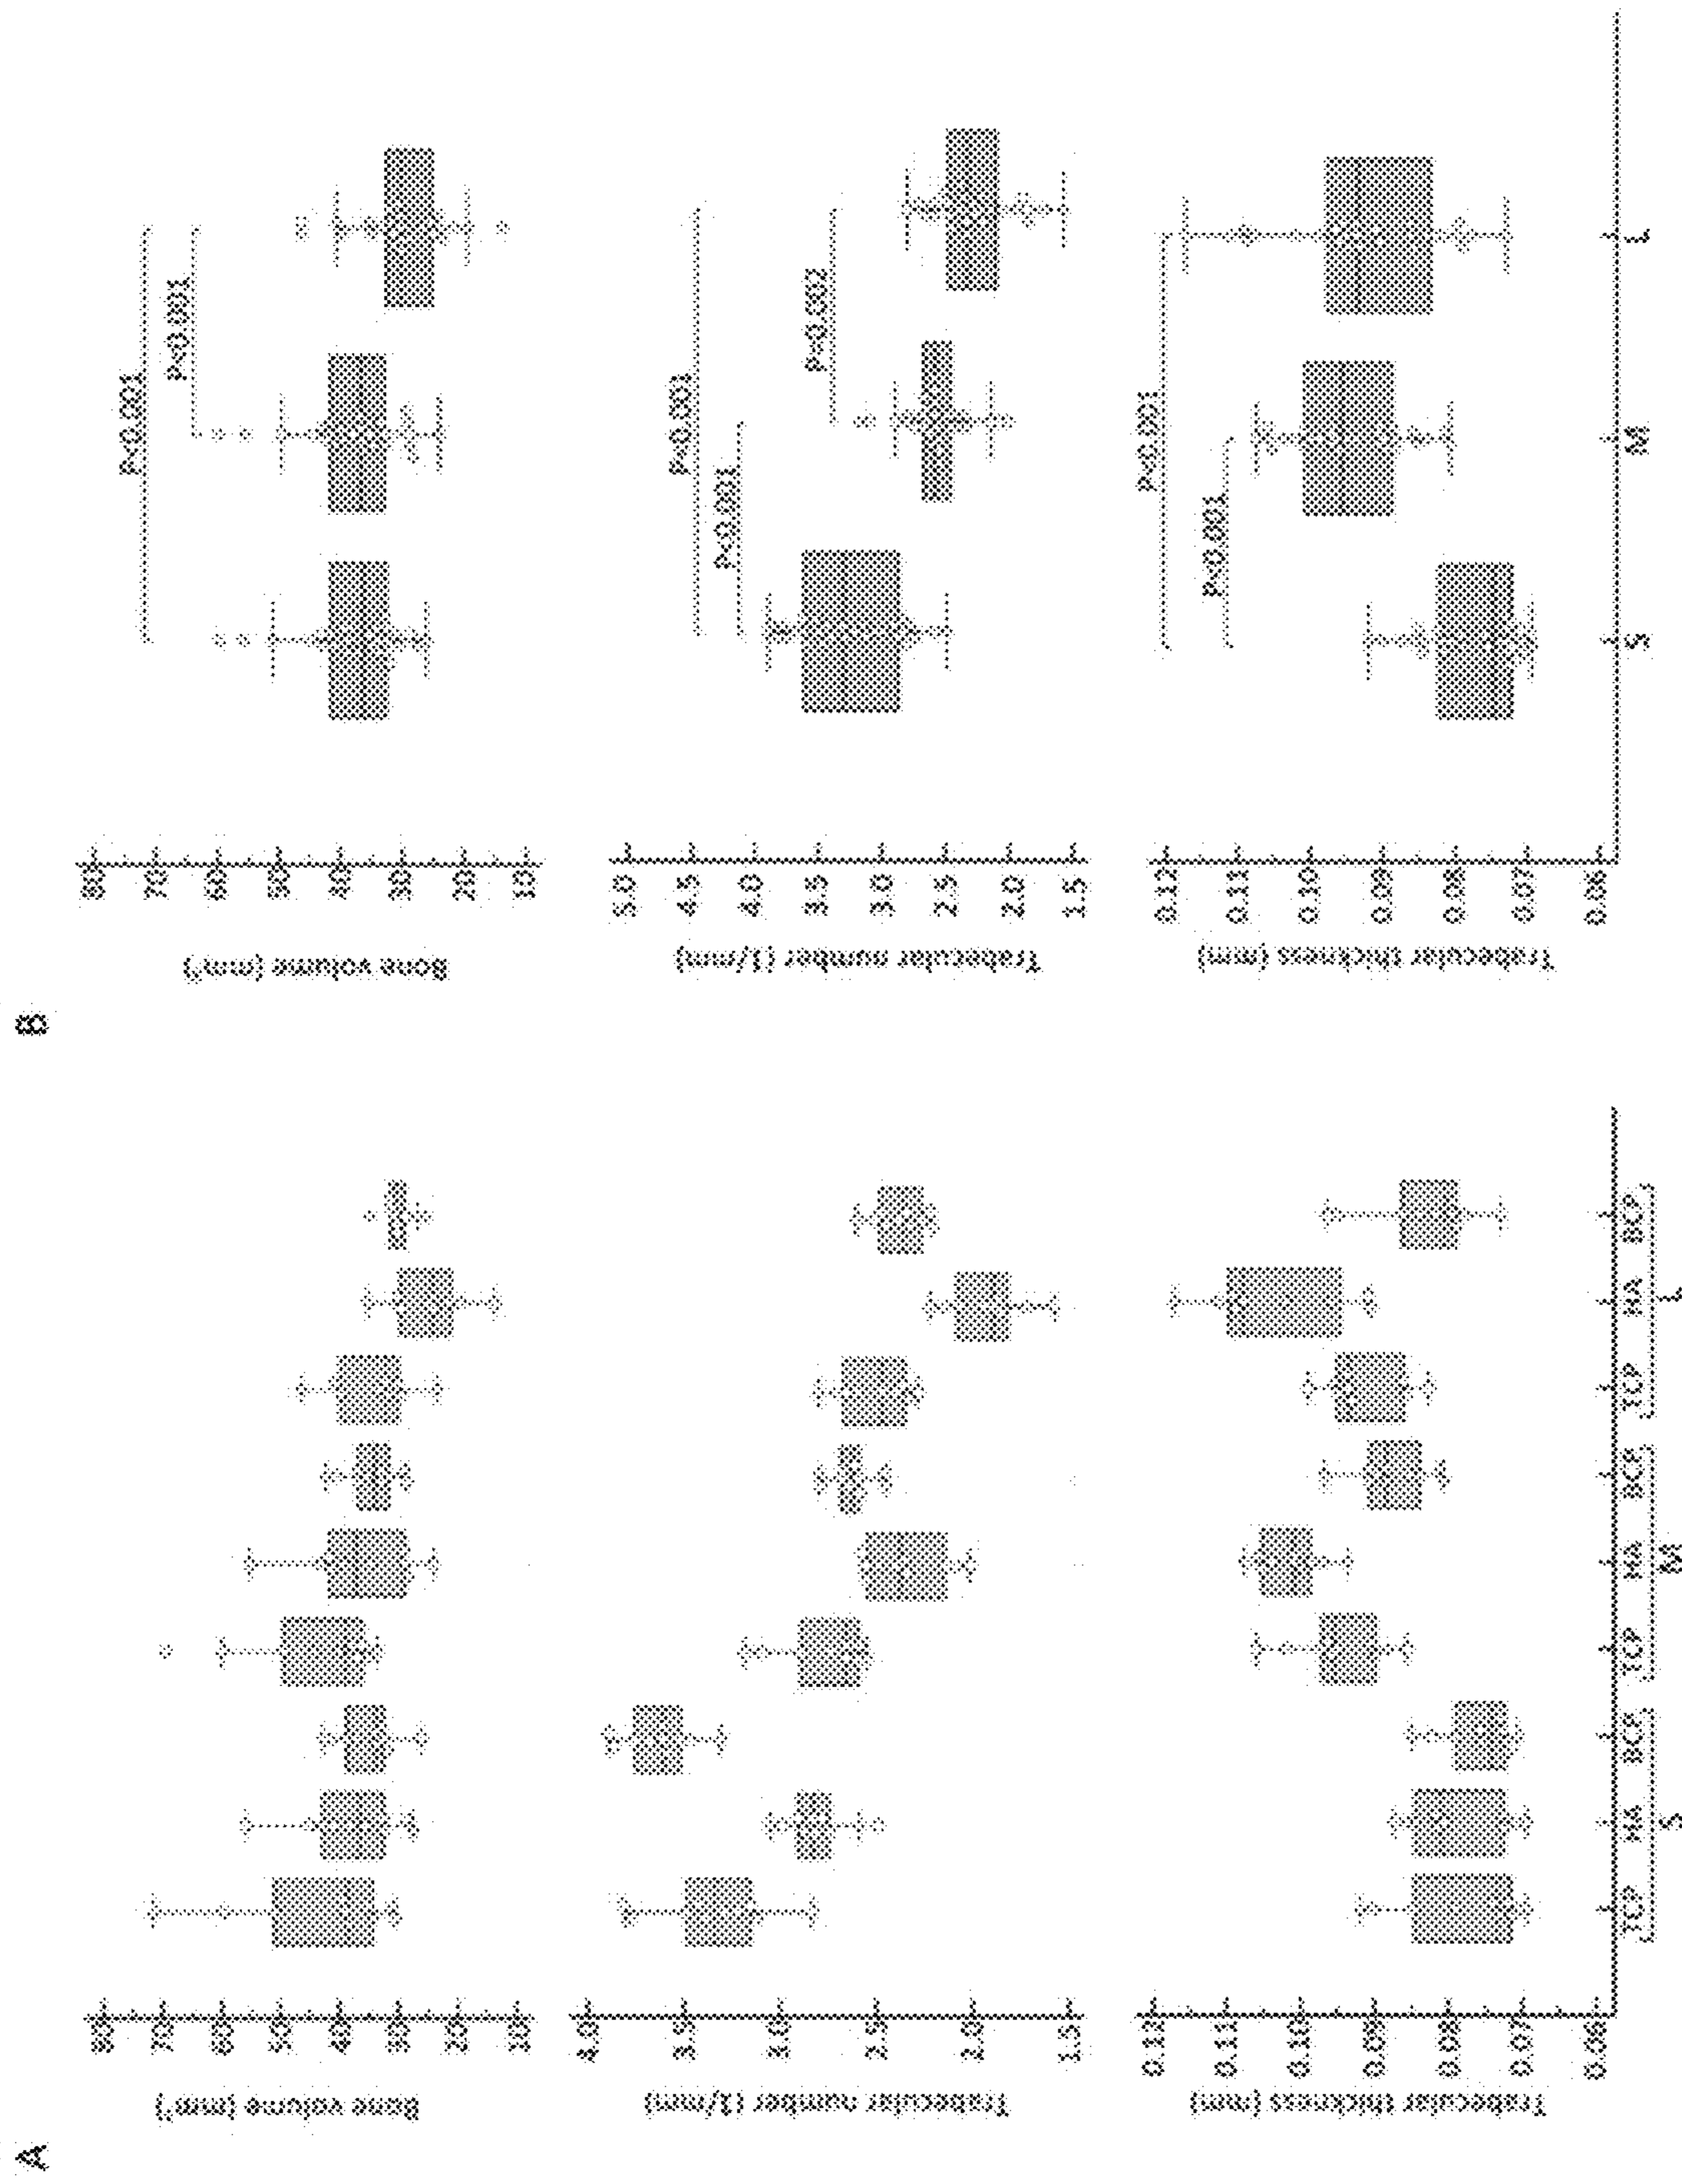 A
Bone volume (mm³)
80
70
60
50
40
30
20
10
Trabecular number (1/mm)
4.0
3.5
3.0
2.5
2.0
1.5
Trabecular thickness (mm)
0.12
0.11
0.10
0.09
0.08
0.07
0.06
TCP HA BCP TCP HA BCP TCP HA BCP
S M L
B
Bone volume (mm³)
80
70
60
50
40
30
20
10
P<0.001
P<0.001
Trabecular number (1/mm)
5.0
4.5
4.0
3.5
3.0
2.5
2.0
1.5
P<0.001
P<0.001
P=0.002
Trabecular thickness (mm)
0.12
0.11
0.10
0.09
0.08
0.07
0.06
P<0.001
P<0.001
S M L